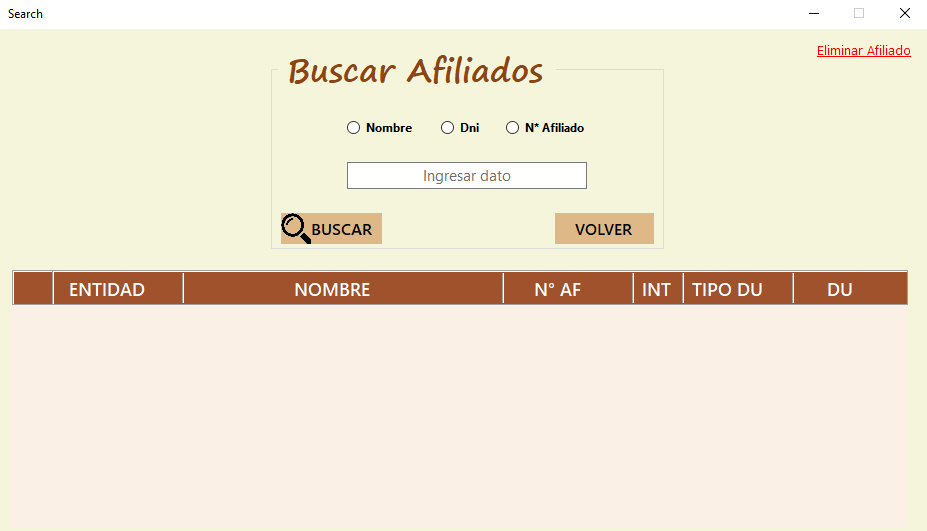 Search
Eliminar Afiliado
Buscar Afiliados
Nombre Dni N* Afiliado
Ingresar dato
BUSCAR VOLVER
ENTIDAD NOMBRE N° AF INT TIPO DU DU